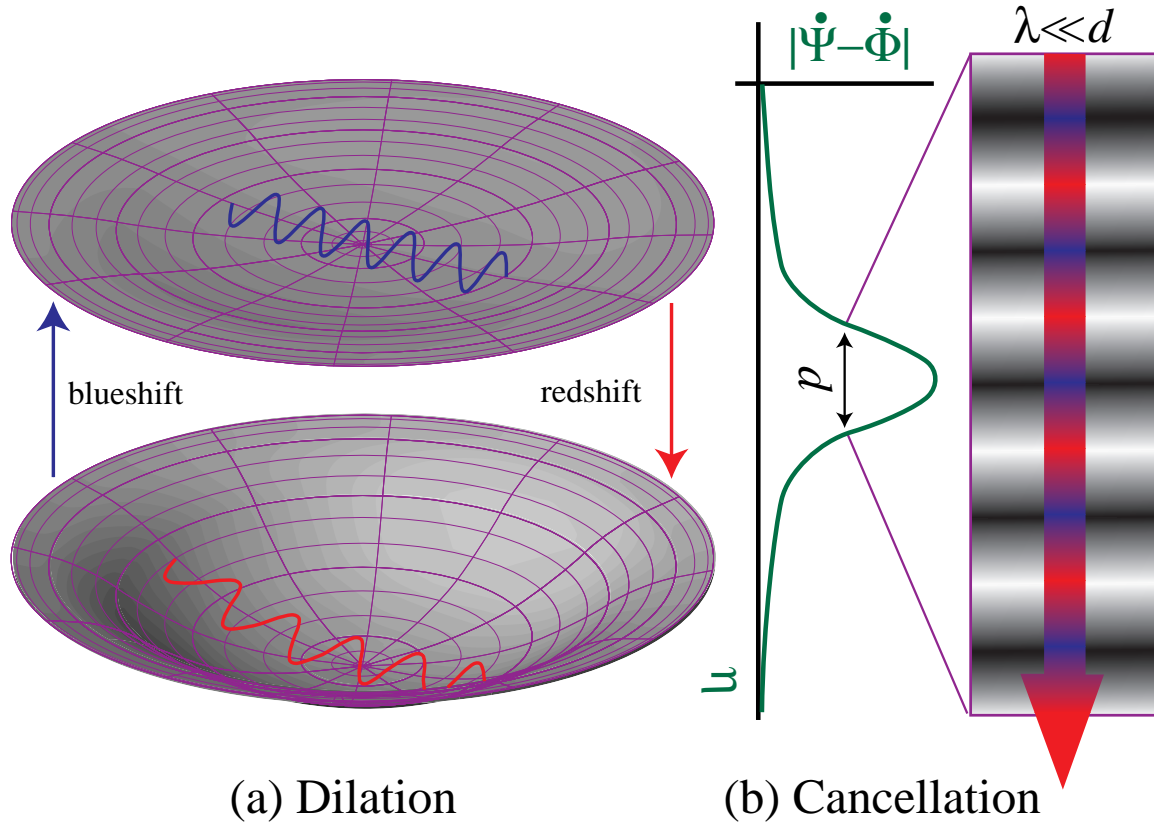 |Ψ̇–Φ̇|
λ≪d
blueshift
redshift
d
η
(a) Dilation
(b) Cancellation